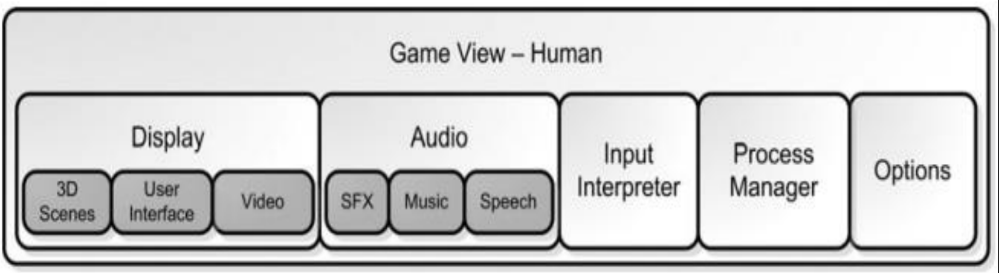 Game View – Human
Display
3D
Scenes
User
Interface
Video
Audio
SFX
Music
Speech
Input
Interpreter
Process
Manager
Options